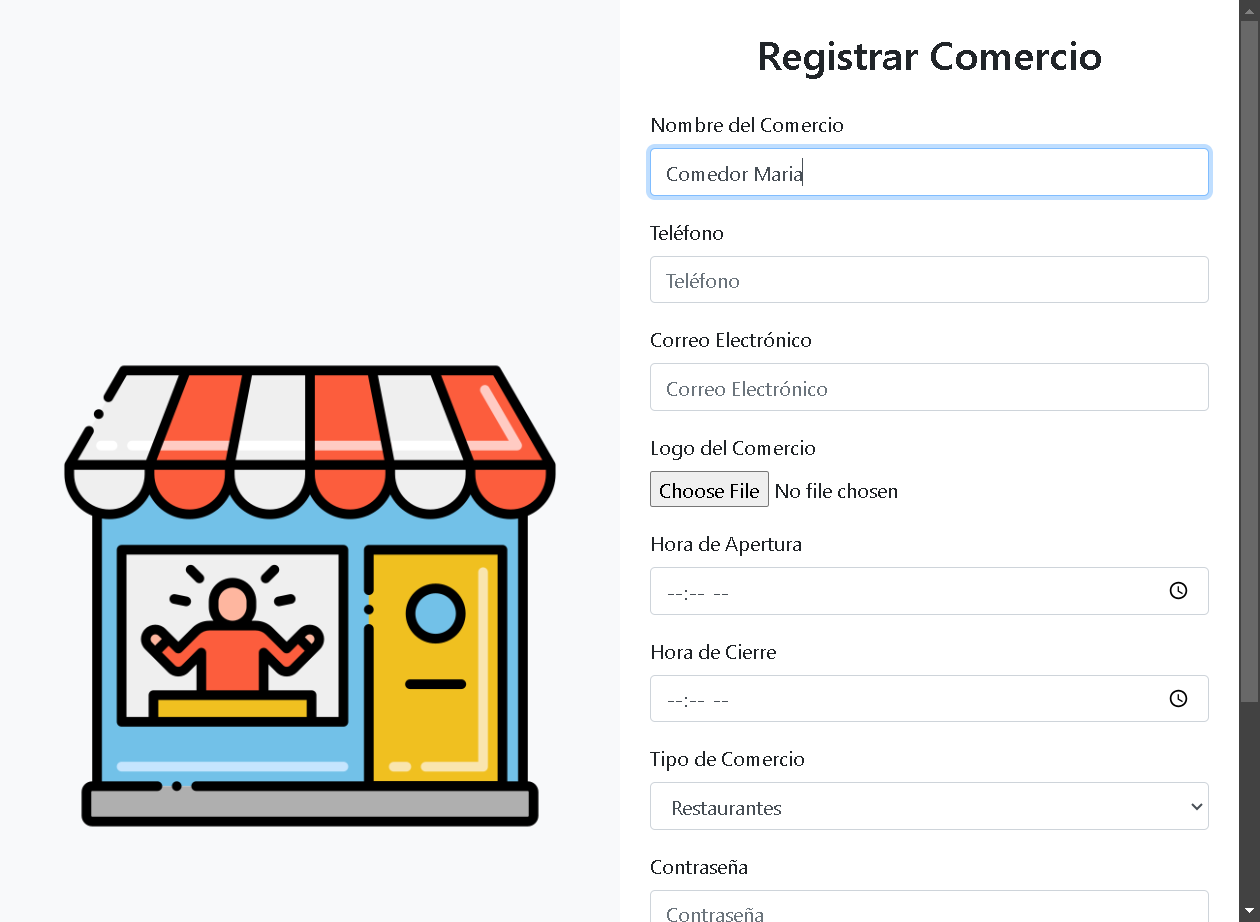 Registrar Comercio
Nombre del Comercio
Comedor Maria
Teléfono
Teléfono
Correo Electrónico
Correo Electrónico
Logo del Comercio
Choose File No file chosen
Hora de Apertura
--:-- --
Hora de Cierre
--:-- --
Tipo de Comercio
Restaurantes
Contraseña
Contraseña